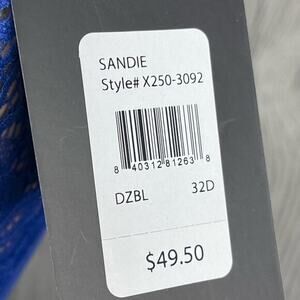 SANDIE
Style# X250-3092
8 40312 81263 8
DZBL 32D
$49.50